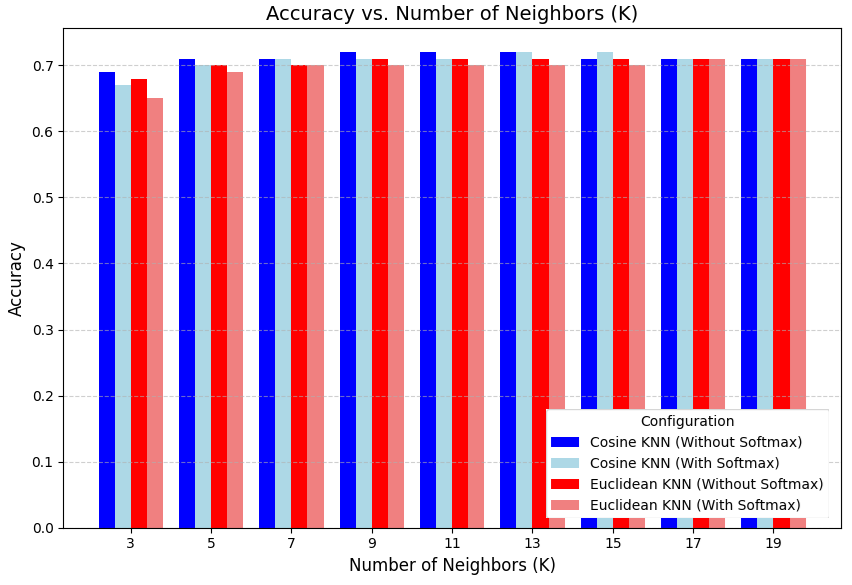 Accuracy vs. Number of Neighbors (K)
Accuracy
0.7
0.6
0.5
0.4
0.3
0.2
0.1
0.0
Configuration
Cosine KNN (Without Softmax)
Cosine KNN (With Softmax)
Euclidean KNN (Without Softmax)
Euclidean KNN (With Softmax)
3 5 7 9 11 13 15 17 19
Number of Neighbors (K)